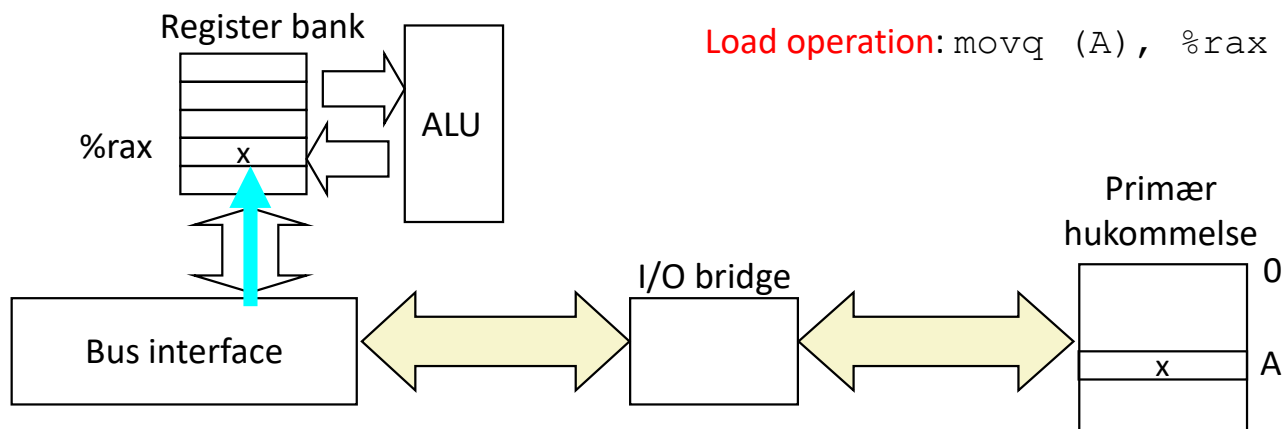 Register bank
Load operation: movq (A), %rax
ALU
%rax
x
Primær
hukommelse
0
I/O bridge
Bus interface
x
A